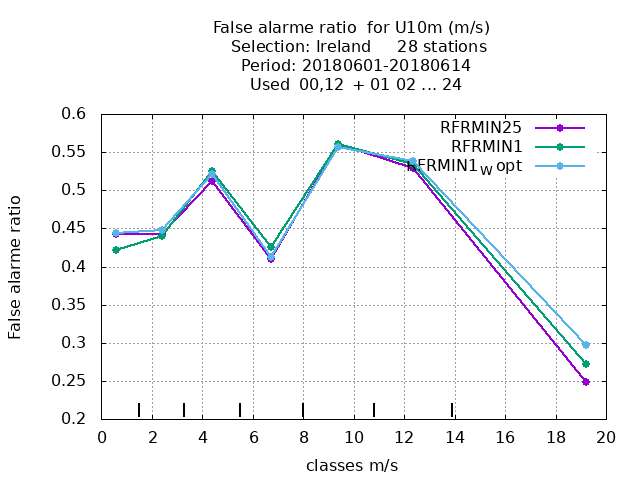 False alarme ratio  for U10m (m/s)
Selection: Ireland     28 stations
Period: 20180601-20180614
Used  00,12  + 01 02 ... 24
RFRMIN25
RFRMIN1
RFRMIN1W opt
False alarme ratio
0.6
0.55
0.5
0.45
0.4
0.35
0.3
0.25
0.2
0 2 4 6 8 10 12 14 16 18 20
classes m/s